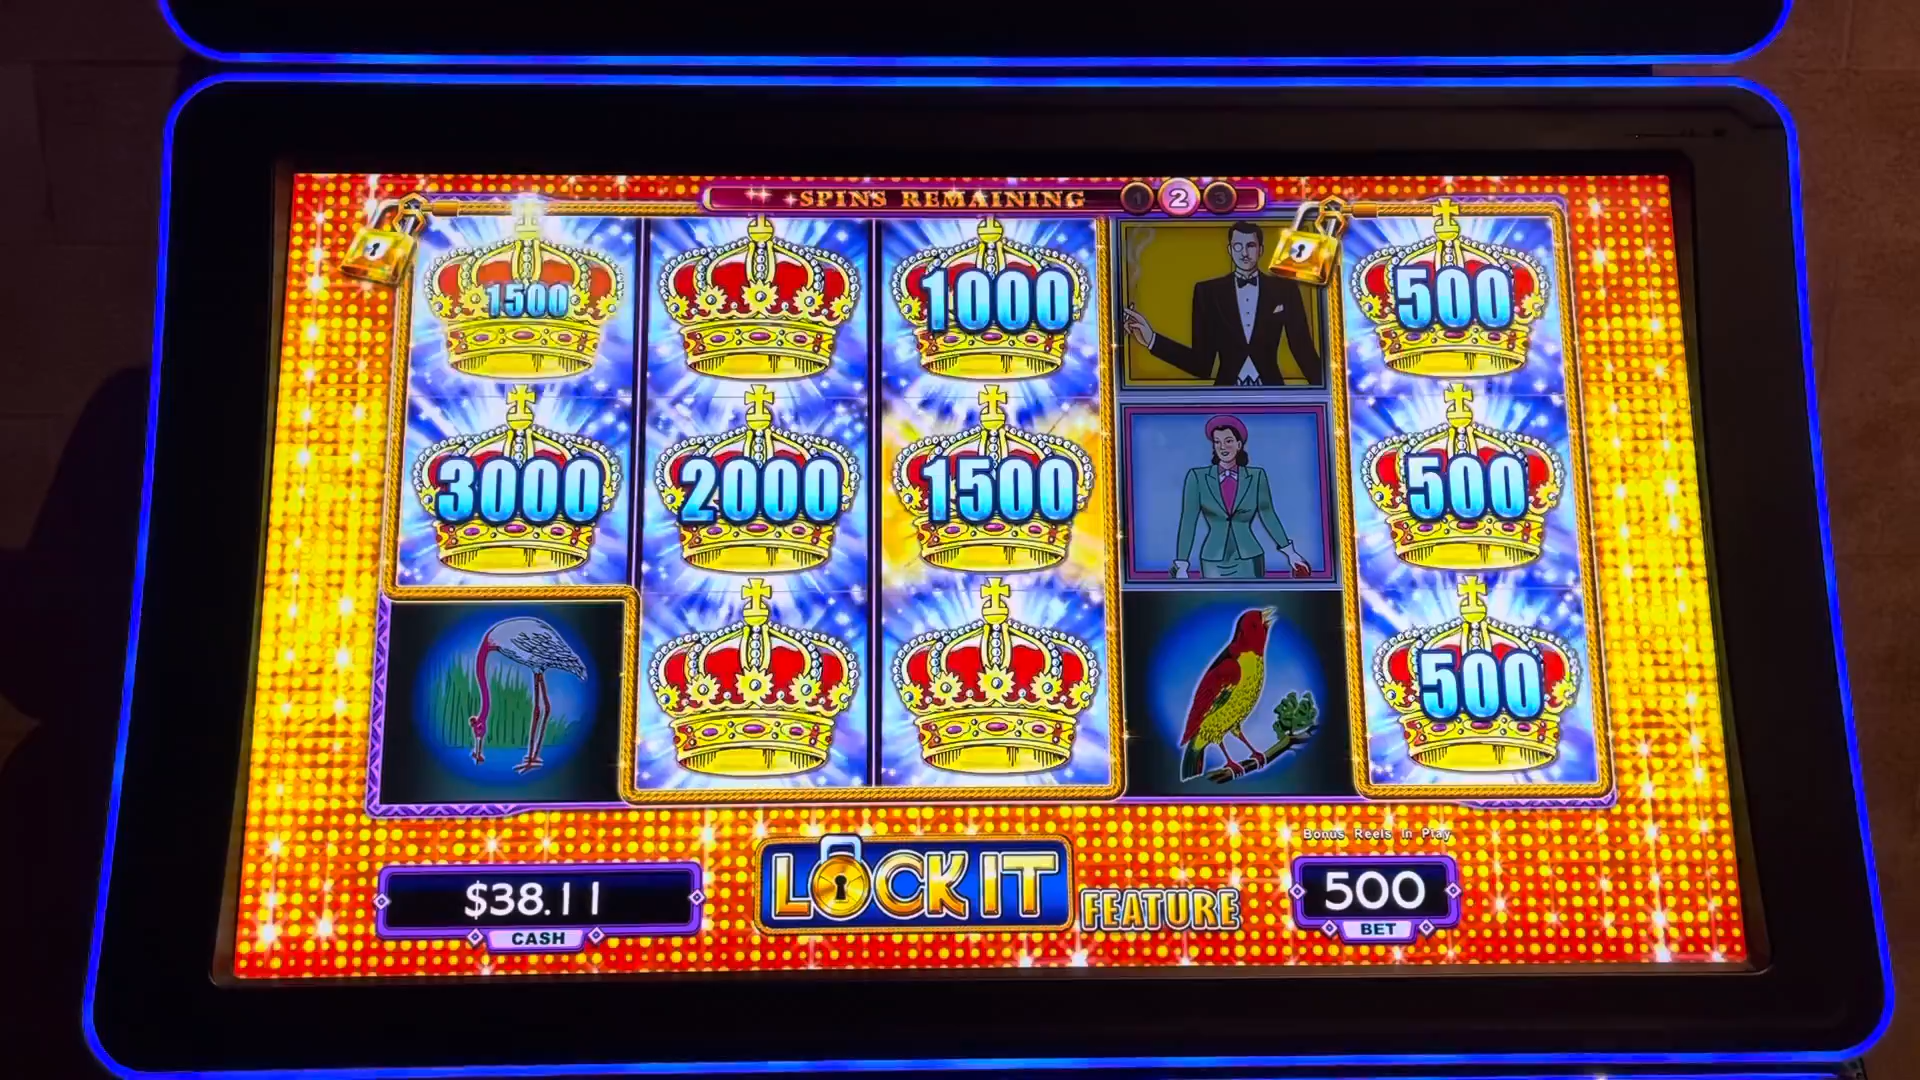 SPINS REMAINING 1 2 3
1500 1000 500
3000 2000 1500 500
500
Bonus Reels In Play
$38.11 LOCK IT 500
CASH FEATURE BET